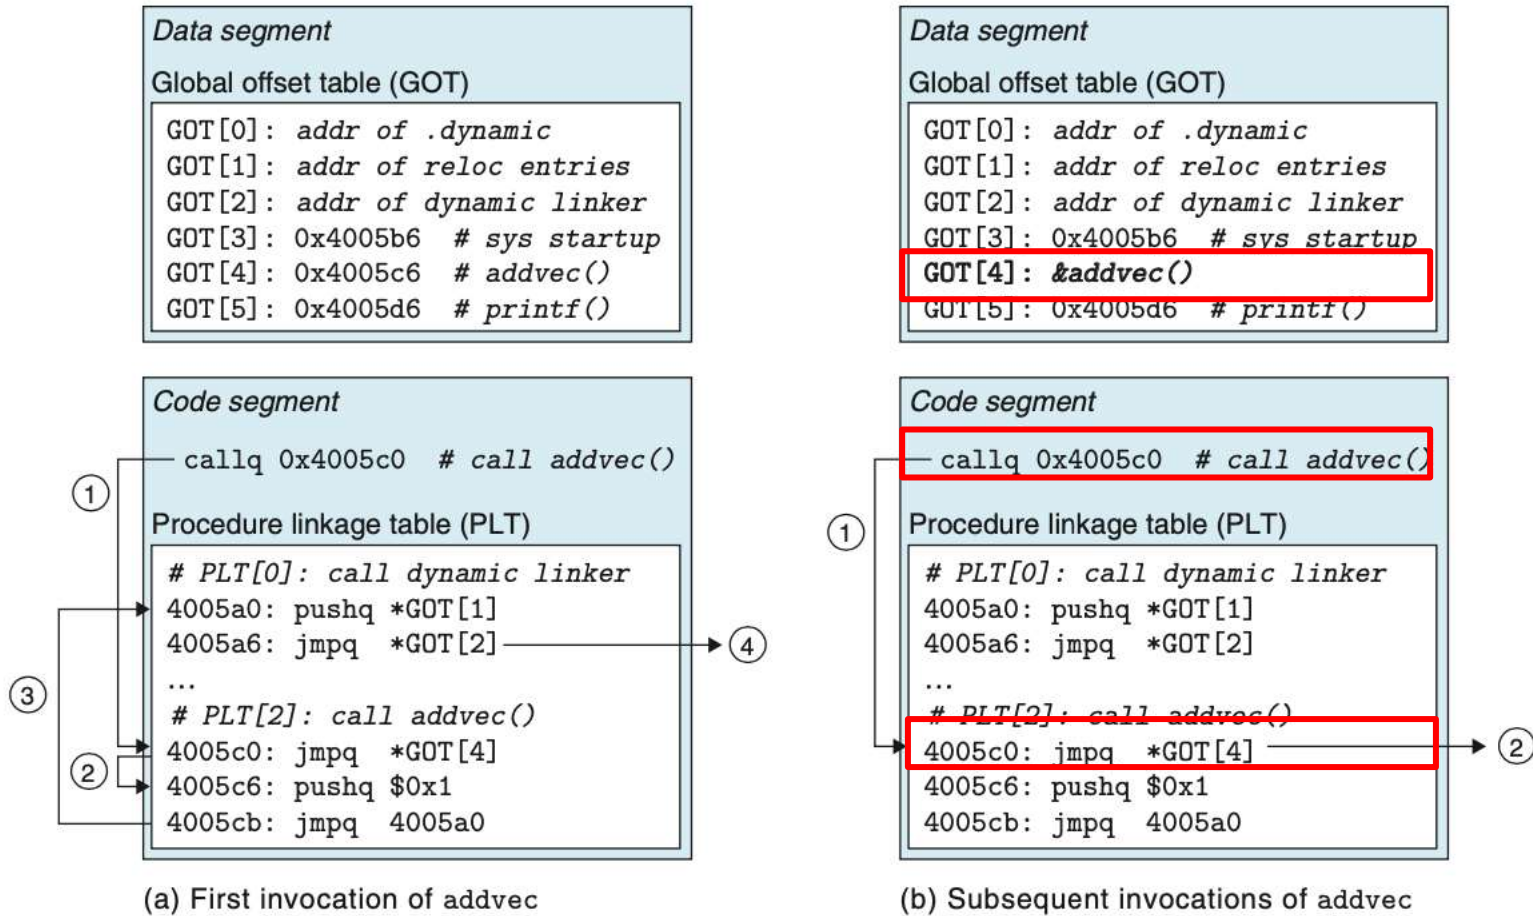 Data segment
Global offset table (GOT)
GOT[0]: addr of .dynamic
GOT[1]: addr of reloc entries
GOT[2]: addr of dynamic linker
GOT[3]: 0x4005b6 # sys startup
GOT[4]: 0x4005c6 # addvec()
GOT[5]: 0x4005d6 # printf()
Code segment
callq 0x4005c0 # call addvec()
1
Procedure linkage table (PLT)
# PLT[0]: call dynamic linker
4005a0: pushq *GOT[1]
4005a6: jmpq *GOT[2]
4
...
3
# PLT[2]: call addvec()
4005c0: jmpq *GOT[4]
2
4005c6: pushq $0x1
4005cb: jmpq 4005a0
(a) First invocation of addvec
Data segment
Global offset table (GOT)
GOT[0]: addr of .dynamic
GOT[1]: addr of reloc entries
GOT[2]: addr of dynamic linker
GOT[3]: 0x4005b6 # sys startup
GOT[4]: &addvec()
GOT[5]: 0x4005d6 # printf()
Code segment
callq 0x4005c0 # call addvec()
1
Procedure linkage table (PLT)
# PLT[0]: call dynamic linker
4005a0: pushq *GOT[1]
4005a6: jmpq *GOT[2]
...
# PLT[2]: call addvec()
4005c0: jmpq *GOT[4]
2
4005c6: pushq $0x1
4005cb: jmpq 4005a0
(b) Subsequent invocations of addvec